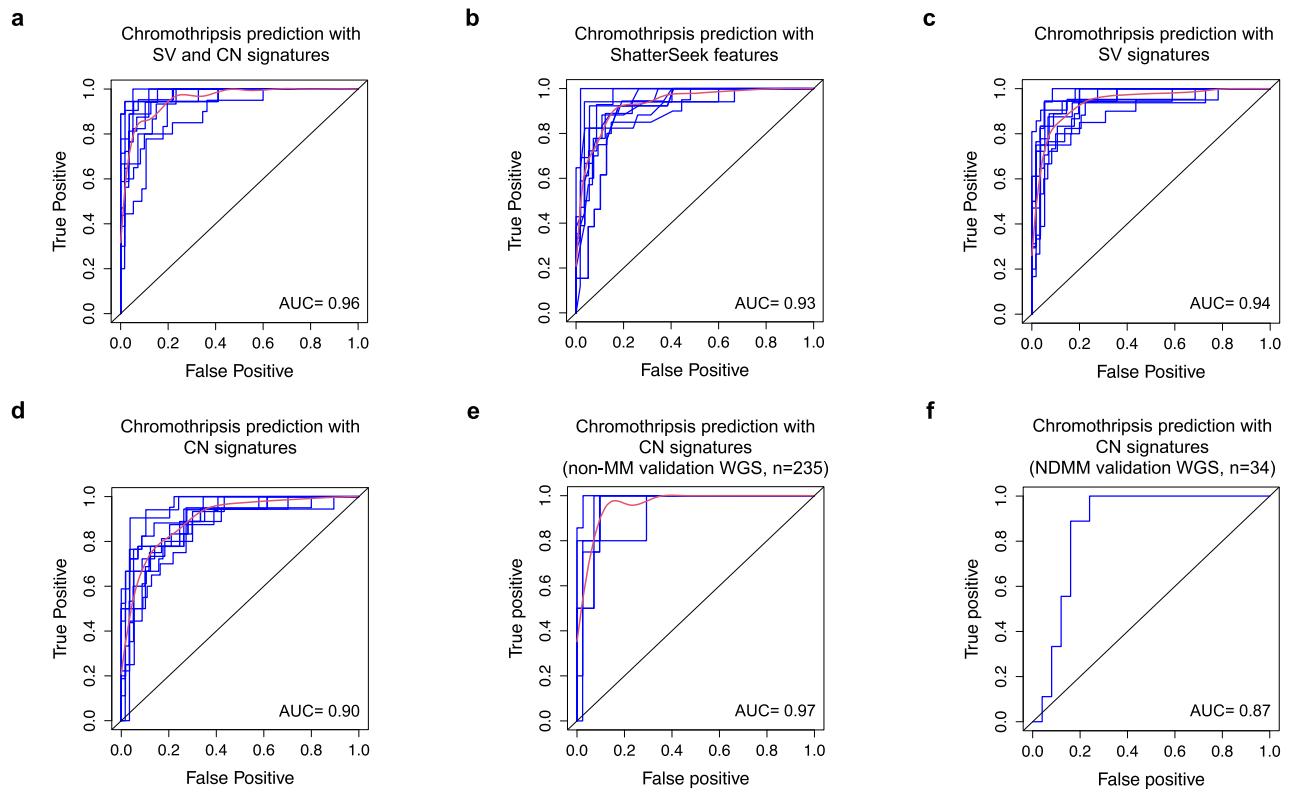 a
Chromothripsis prediction with
SV and CN signatures
True Positive
0.0 0.2 0.4 0.6 0.8 1.0
AUC= 0.96
0.0 0.2 0.4 0.6 0.8 1.0
False Positive
b
Chromothripsis prediction with
ShatterSeek features
True Positive
0.0 0.2 0.4 0.6 0.8 1.0
AUC= 0.93
0.0 0.2 0.4 0.6 0.8 1.0
False Positive
c
Chromothripsis prediction with
SV signatures
True Positive
0.0 0.2 0.4 0.6 0.8 1.0
AUC= 0.94
0.0 0.2 0.4 0.6 0.8 1.0
False Positive
d
Chromothripsis prediction with
CN signatures
True Positive
0.0 0.2 0.4 0.6 0.8 1.0
AUC= 0.90
0.0 0.2 0.4 0.6 0.8 1.0
False Positive
e
Chromothripsis prediction with
CN signatures
(non-MM validation WGS, n=235)
True positive
0.0 0.2 0.4 0.6 0.8 1.0
AUC= 0.97
0.0 0.2 0.4 0.6 0.8 1.0
False positive
f
Chromothripsis prediction with
CN signatures
(NDMM validation WGS, n=34)
True positive
0.0 0.2 0.4 0.6 0.8 1.0
AUC= 0.87
0.0 0.2 0.4 0.6 0.8 1.0
False positive